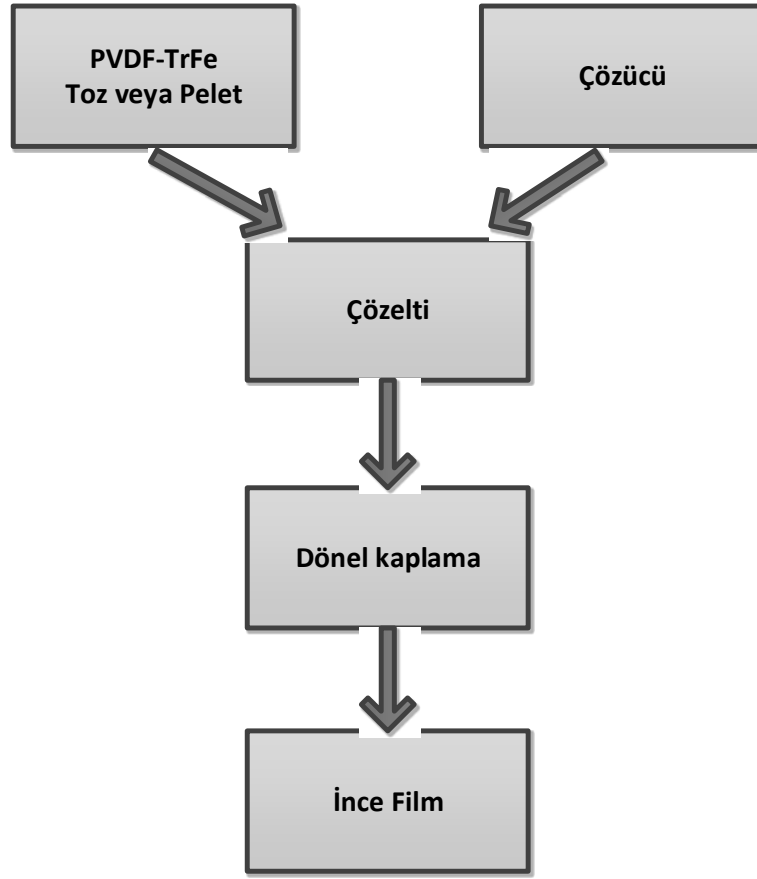 PVDF-TrFe
Toz veya Pelet
Çözücü
Çözelti
Dönel kaplama
İnce Film